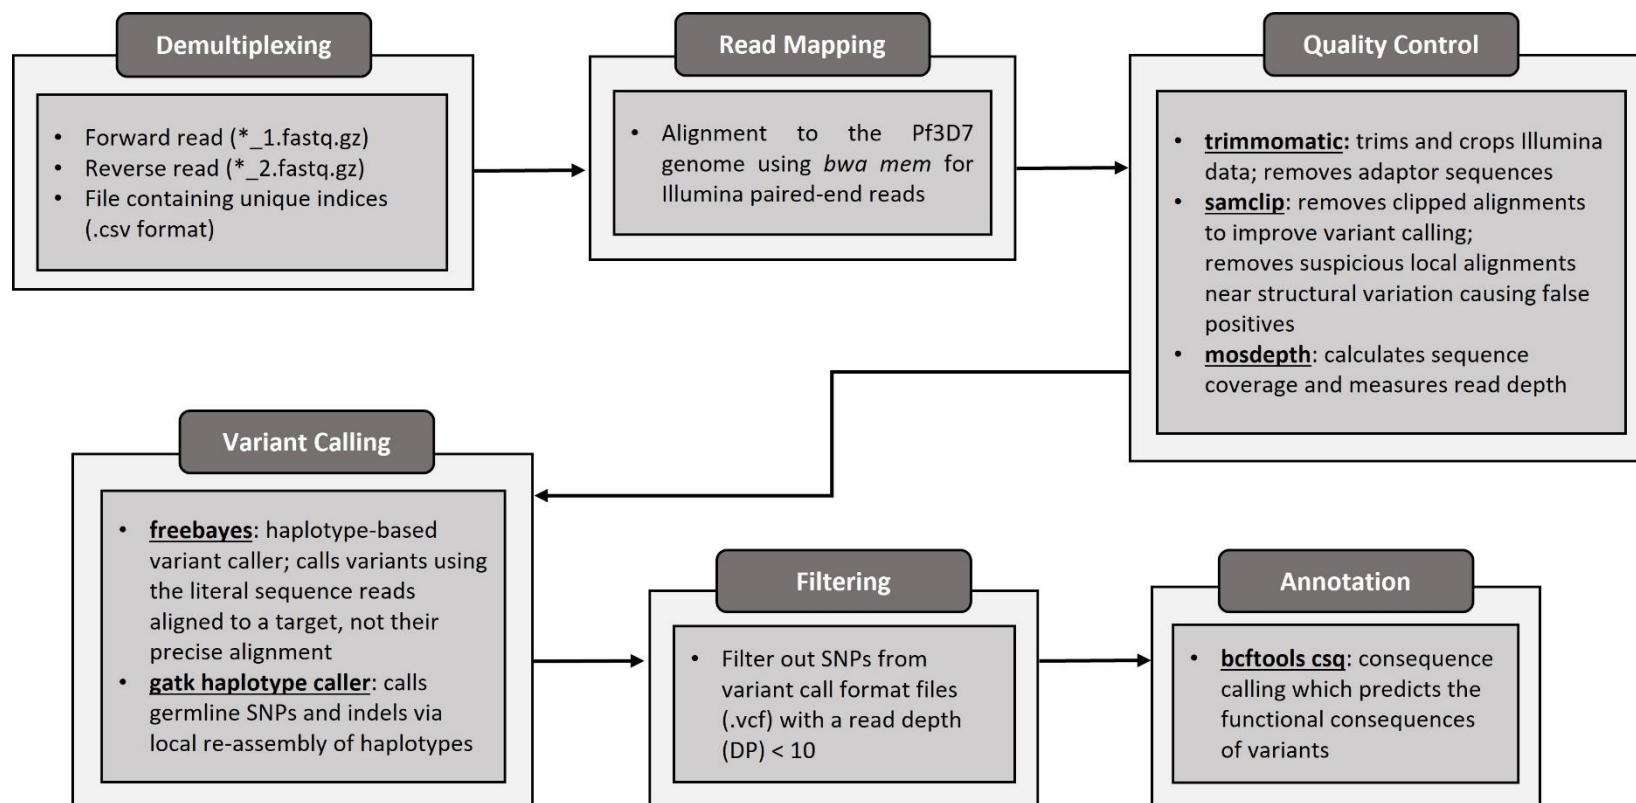 Demultiplexing
• Forward read (*_1.fastq.gz)
• Reverse read (*_2.fastq.gz)
• File containing unique indices
(.csv format)
Read Mapping
• Alignment to the Pf3D7
genome using bwa mem for
Illumina paired-end reads
Quality Control
• trimmomatic: trims and crops Illumina
data; removes adaptor sequences
• samclip: removes clipped alignments
to improve variant calling;
removes suspicious local alignments
near structural variation causing false
positives
• mosdepth: calculates sequence
coverage and measures read depth
Variant Calling
• freebayes: haplotype-based
variant caller; calls variants using
the literal sequence reads
aligned to a target, not their
precise alignment
• gatk haplotype caller: calls
germline SNPs and indels via
local re-assembly of haplotypes
Filtering
• Filter out SNPs from
variant call format files
(.vcf) with a read depth
(DP) < 10
Annotation
• bcftools csq: consequence
calling which predicts the
functional consequences
of variants